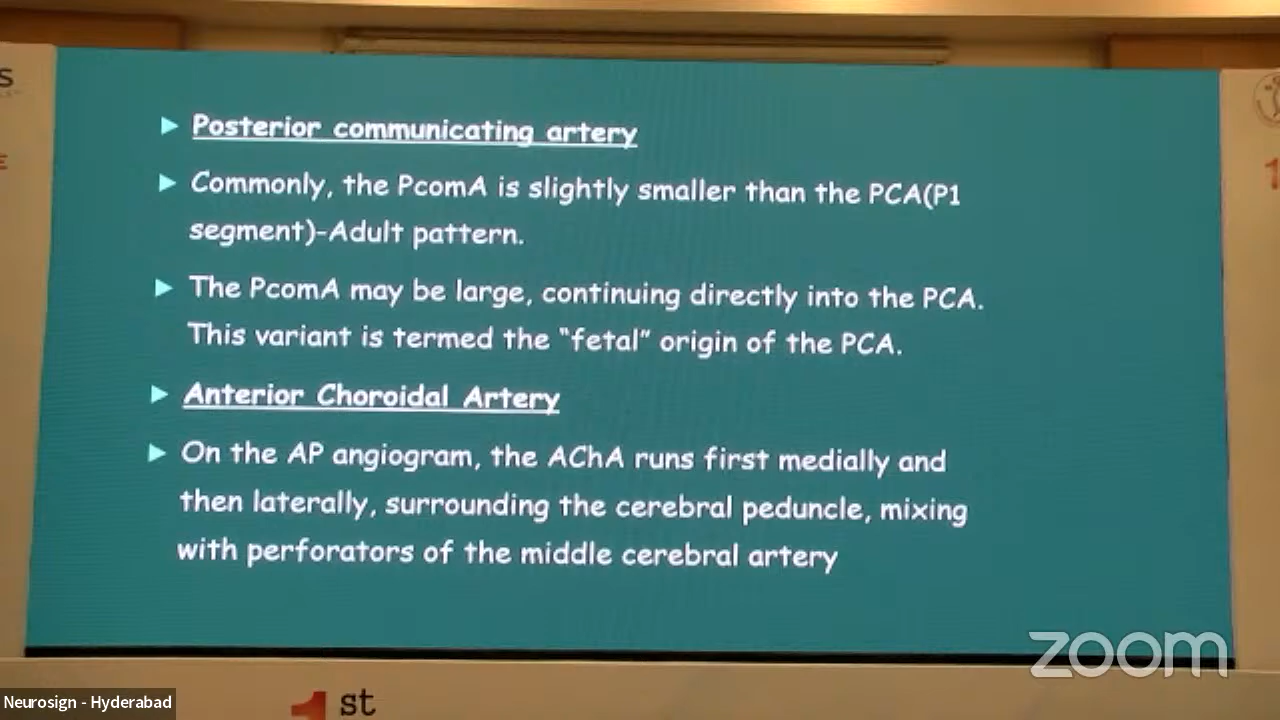 Posterior communicating artery
Commonly, the PcomA is slightly smaller than the PCA(P1
segment)-Adult pattern.
The PcomA may be large, continuing directly into the PCA.
This variant is termed the “fetal” origin of the PCA.
Anterior Choroidal Artery
On the AP angiogram, the AChA runs first medially and
then laterally, surrounding the cerebral peduncle, mixing
with perforators of the middle cerebral artery
zoom
Neurosign - Hyderabad
1st